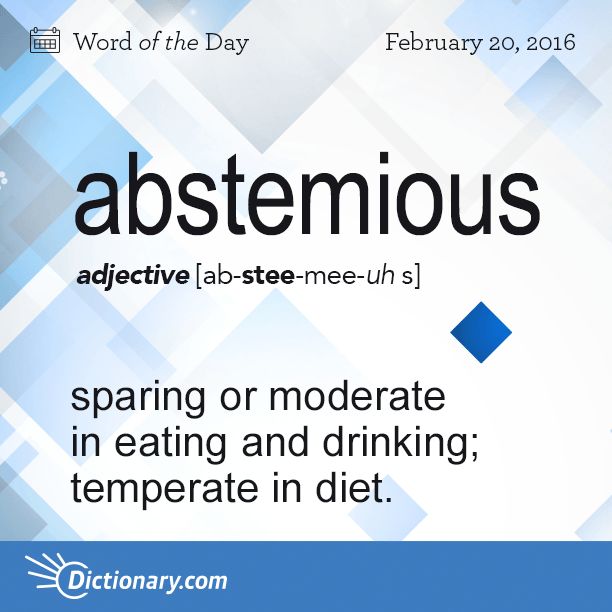 Word of the Day
February 20, 2016
abstemious
adjective [ab-stee-mee-uh s]
sparing or moderate
in eating and drinking;
temperate in diet.
Dictionary.com